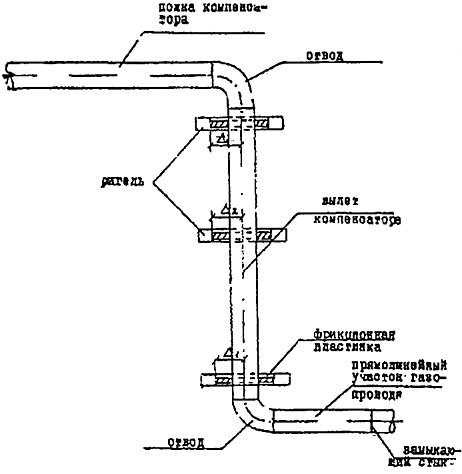 полка компенса-
тора
отвод
Δ
ригель
Δ
вылет
компенсатора
Δ
фрикционная
пластинка
прямолинейный
участок газо-
провода
отвод
замыкаю-
щий стык